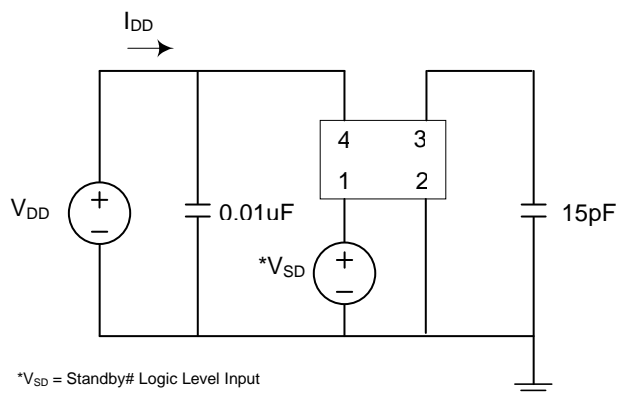 IDD
4 3
1 2
VDD
0.01uF
15pF
*VSD
*VSD = Standby# Logic Level Input